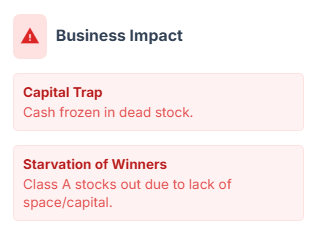 Business Impact
Capital Trap
Cash frozen in dead stock.
Starvation of Winners
Class A stocks out due to lack of
space/capital.